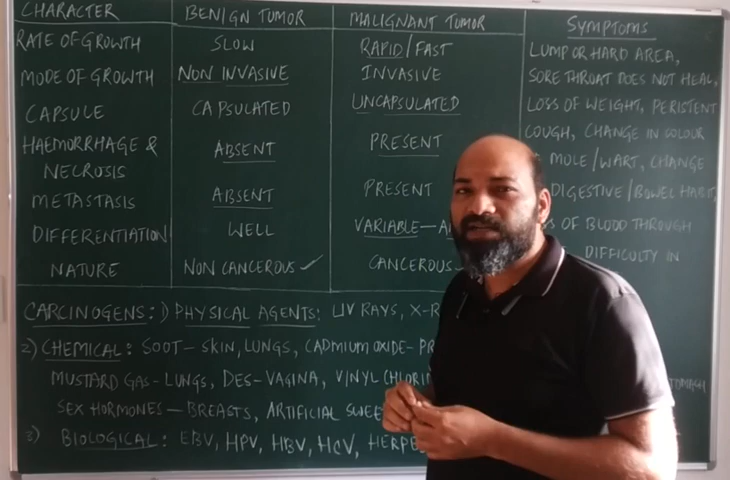 CHARACTER BENIGN TUMOR MALIGNANT TUMOR SYMPTOMS
RATE OF GROWTH SLOW RAPID/FAST LUMP OR HARD AREA,
MODE OF GROWTH NON INVASIVE INVASIVE SORE THROAT DOES NOT HEAL,
CAPSULE CAPSULATED UNCAPSULATED LOSS OF WEIGHT, PERISTENT
HAEMORRHAGE & ABSENT PRESENT COUGH, CHANGE IN COLOUR
NECROSIS MOLE/WART, CHANGE
METASTASIS ABSENT PRESENT DIGESTIVE/BOWEL HABIT,
DIFFERENTIATION WELL VARIABLE — OF BLOOD THROUGH
NATURE NON CANCEROUS ✓ CANCEROUS DIFFICULTY IN
CARCINOGENS: 1) PHYSICAL AGENTS: UV RAYS, X-R
2) CHEMICAL: SOOT - SKIN, LUNGS, CADMIUM OXIDE - PR
MUSTARD GAS - LUNGS, DES - VAGINA, VINYL CHLORI TOMACH
SEX HORMONES — BREASTS, ARTIFICIAL SWEE
3) BIOLOGICAL: EBV, HPV, HBV, HCV, HERPE